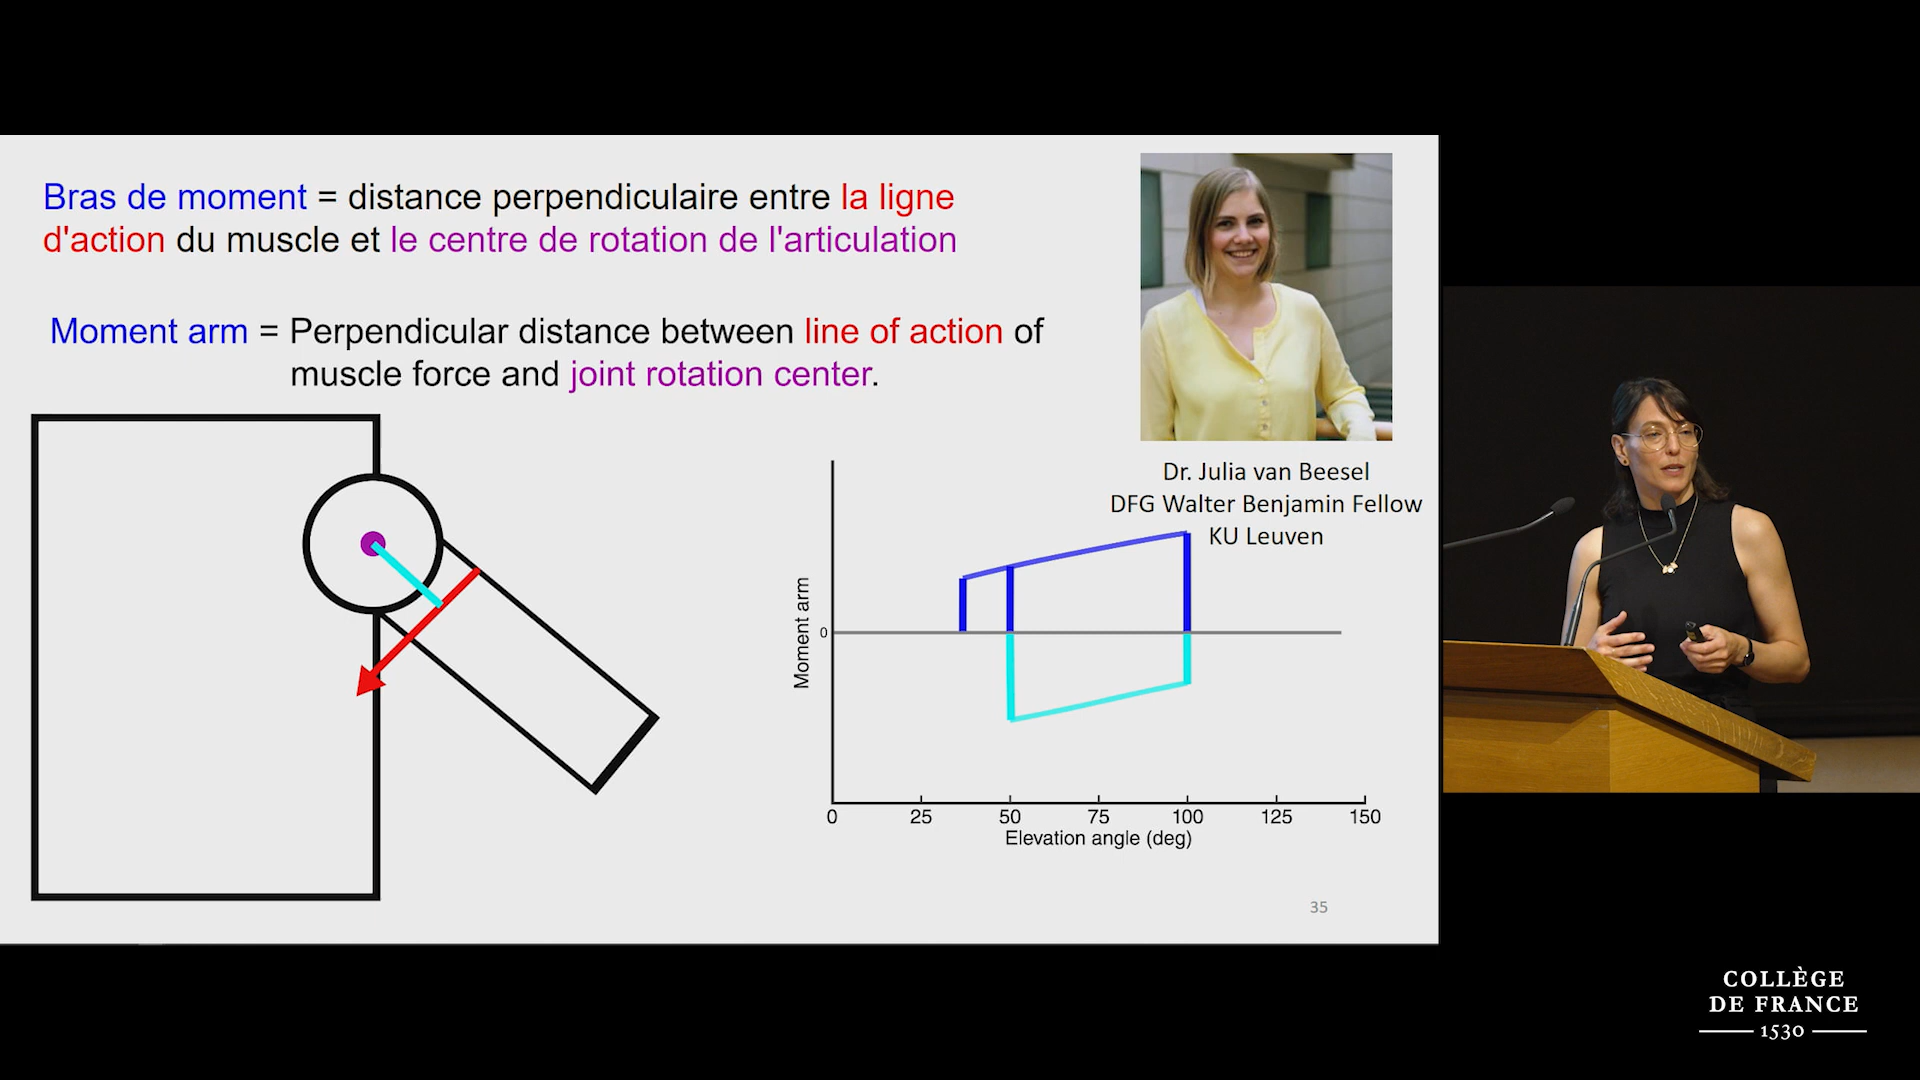 Bras de moment = distance perpendiculaire entre la ligne
d'action du muscle et le centre de rotation de l'articulation
Moment arm = Perpendicular distance between line of action of
muscle force and joint rotation center.
Dr. Julia van Beesel
DFG Walter Benjamin Fellow
KU Leuven
Moment arm
0
0 25 50 75 100 125 150
Elevation angle (deg)
35
COLLÈGE
DE FRANCE
1530